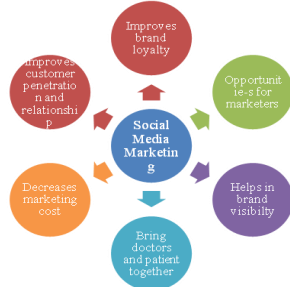 Improves
brand
loyalty
Improves
customer
penetratio
n and
relationshi
p
Opportunit
ie-s for
marketers
Social
Media
Marketin
g
Decreases
marketing
cost
Helps in
brand
visibilty
Bring
doctors
and patient
together